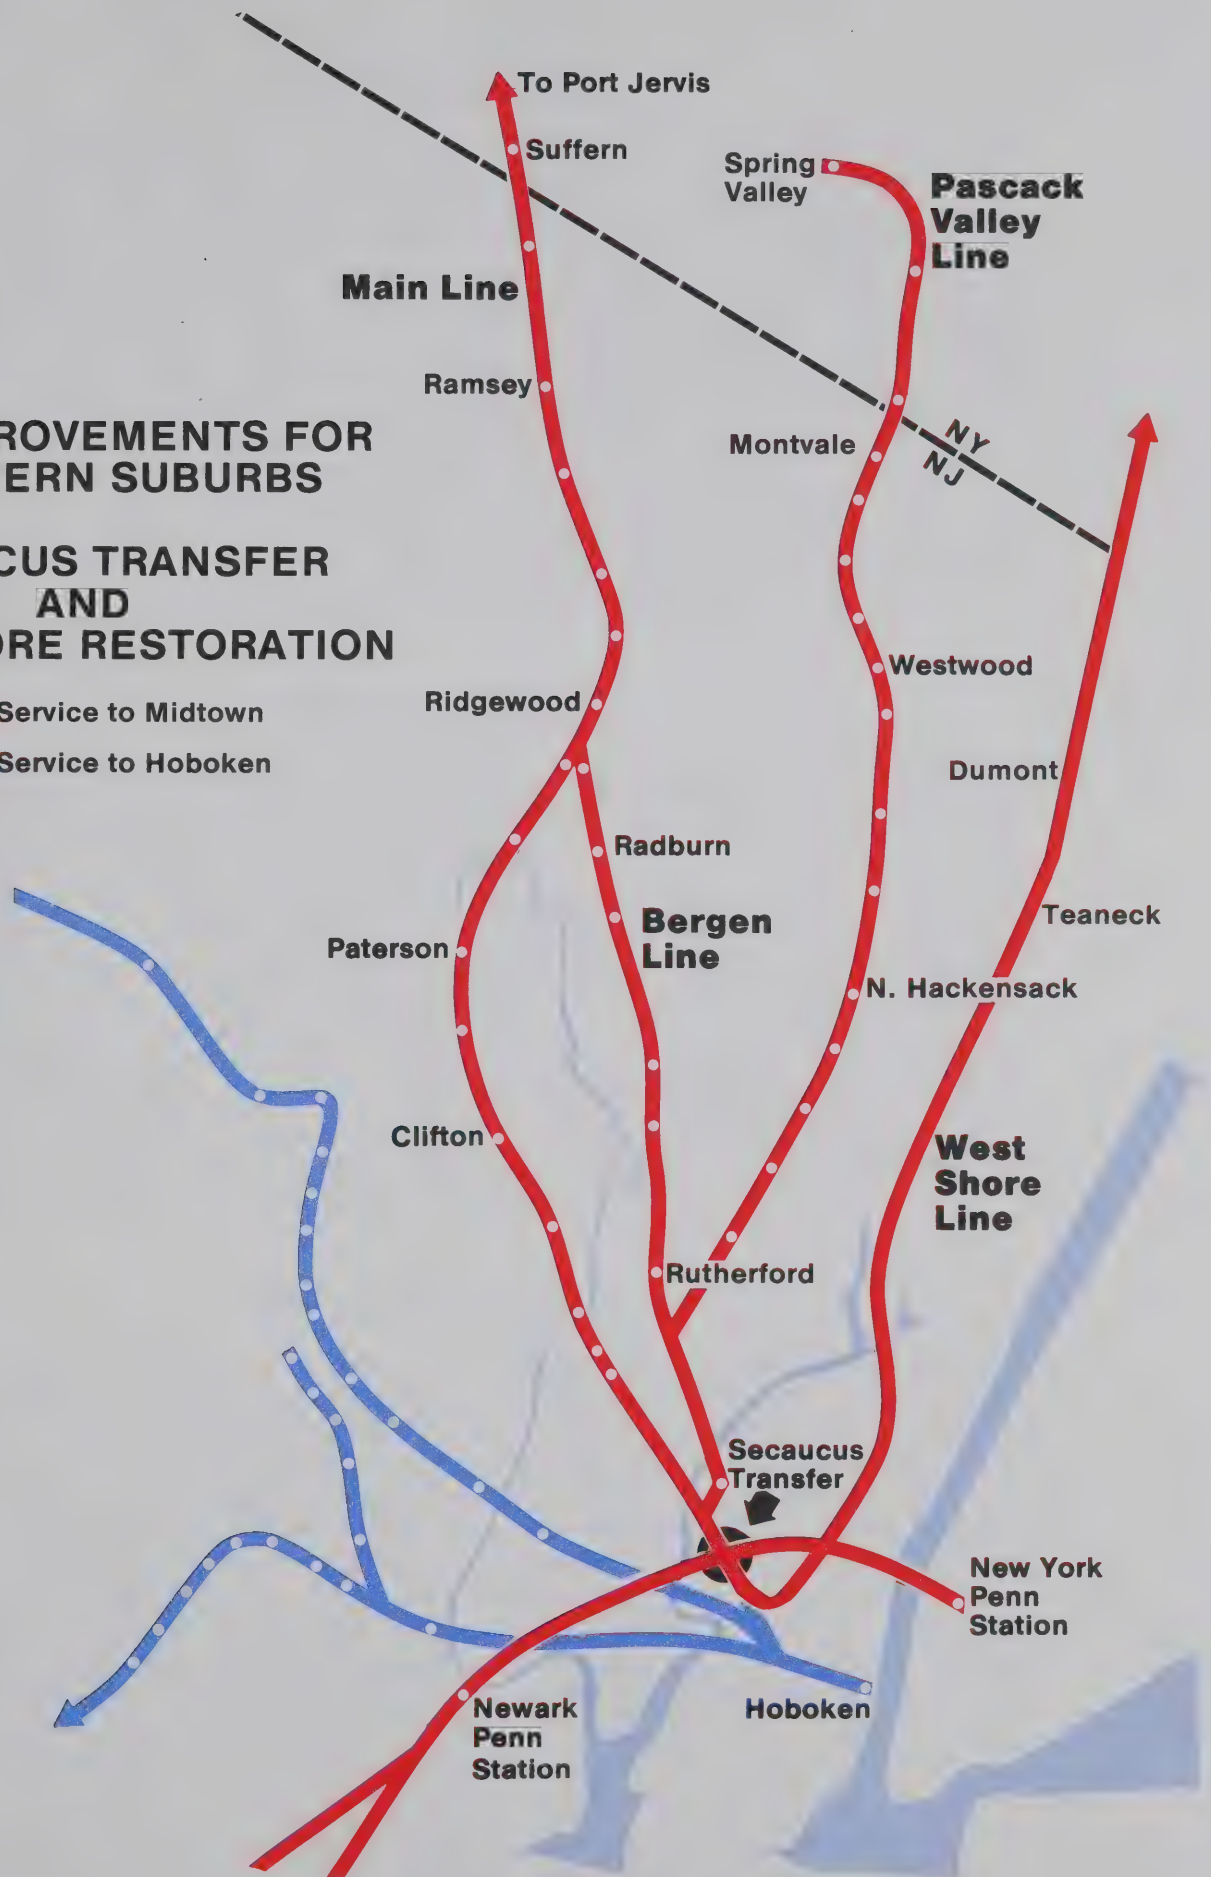 To Port Jervis
Suffern
Spring
Valley
Pascack
Valley
Line
Main Line
Ramsey
ROVEMENTS FOR
ERN SUBURBS
Montvale
NY
NJ
CUS TRANSFER
AND
ORE RESTORATION
Westwood
Ridgewood
Service to Midtown
Service to Hoboken
Dumont
Radburn
Bergen
Line
Teaneck
Paterson
N. Hackensack
Clifton
West
Shore
Line
Rutherford
Secaucus
Transfer
New York
Penn
Station
Newark
Penn
Station
Hoboken